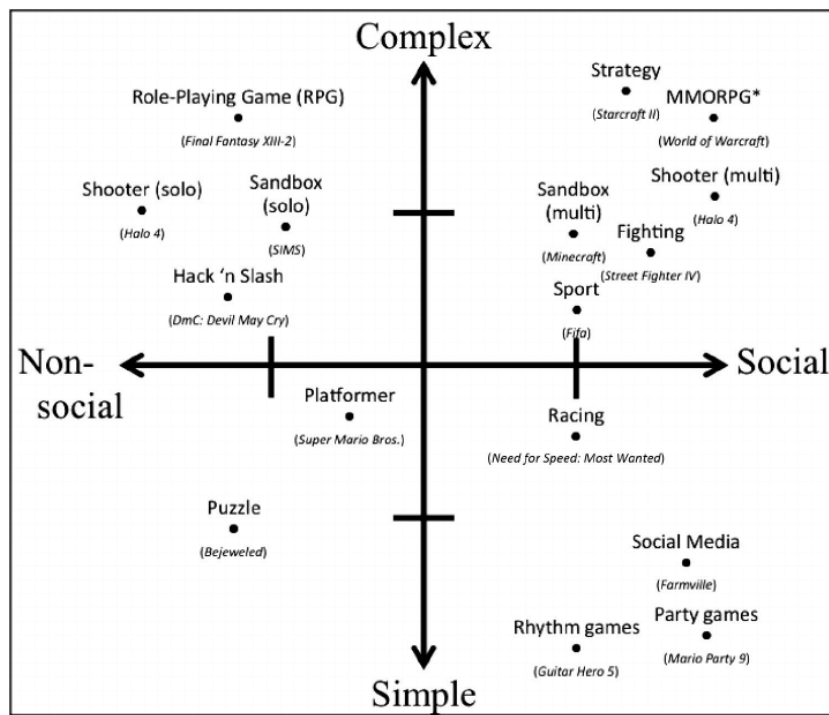 Complex
Strategy
(Starcraft II)
Role-Playing Game (RPG)
(Final Fantasy XIII-2)
MMORPG*
(World of Warcraft)
Shooter (solo)
(Halo 4)
Sandbox
(solo)
(SIMS)
Sandbox
(multi)
(Minecraft)
Shooter (multi)
(Halo 4)
Fighting
(Street Fighter IV)
Hack ‘n Slash
(DmC: Devil May Cry)
Sport
(Fifa)
Non-
social
Social
Platformer
(Super Mario Bros.)
Racing
(Need for Speed: Most Wanted)
Puzzle
(Bejeweled)
Social Media
(Farmville)
Rhythm games
(Guitar Hero 5)
Party games
(Mario Party 9)
Simple